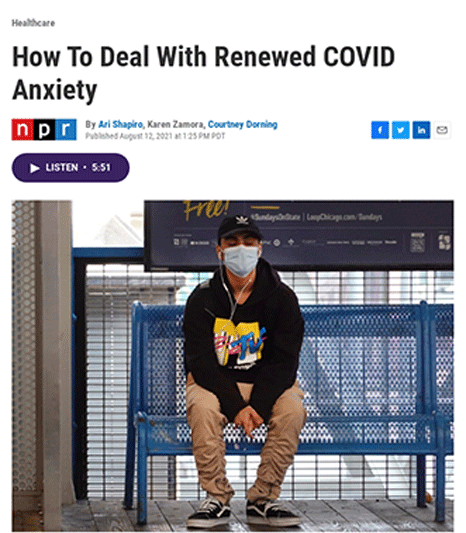 Healthcare
How To Deal With Renewed COVID
Anxiety
npr
By Ari Shapiro, Karen Zamora, Courtney Dorning
Published August 12, 2021 at 1:25 PM PDT
LISTEN • 5:51
Free!
#SundaysOnState | LoopChicago.com/Sundays
MTV